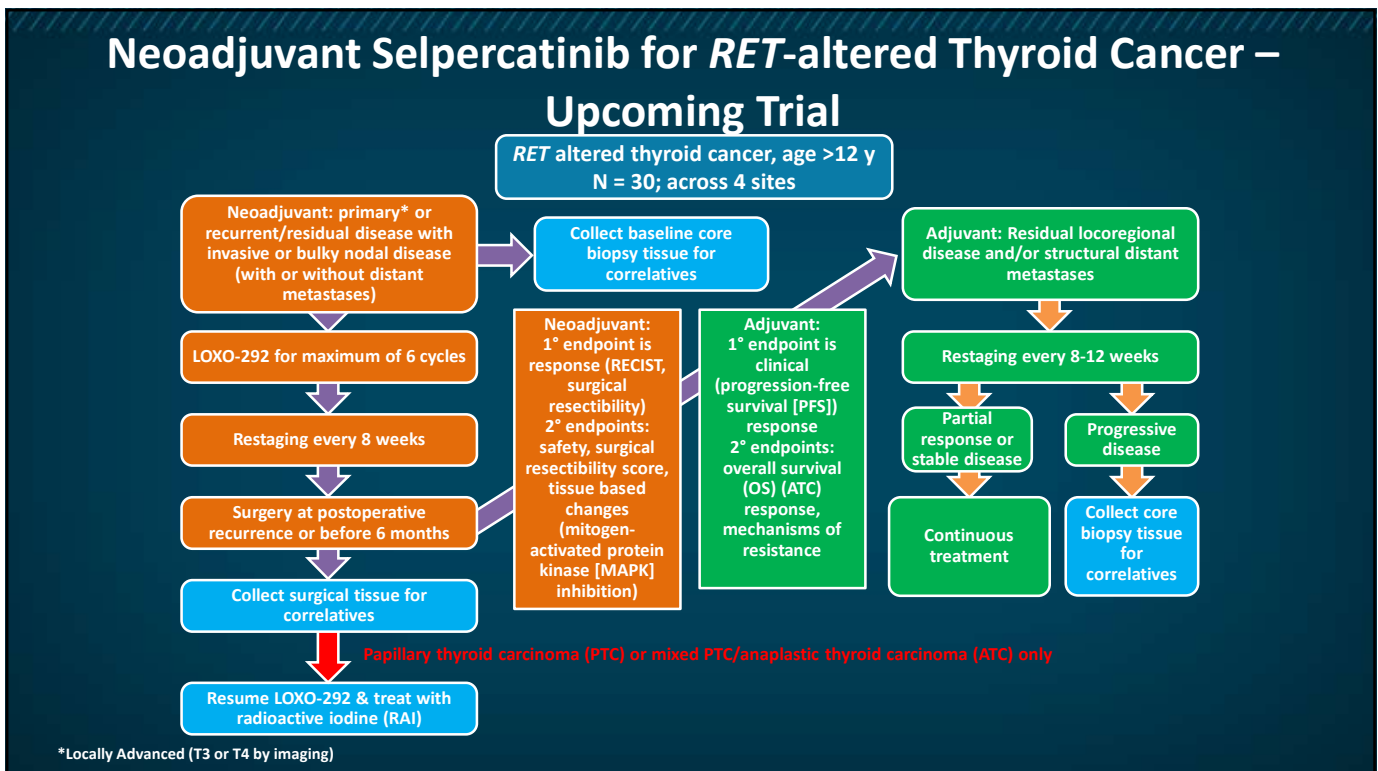 Neoadjuvant Selpercatinib for RET-altered Thyroid Cancer –
Upcoming Trial
RET altered thyroid cancer, age >12 y
N = 30; across 4 sites
Neoadjuvant: primary* or
recurrent/residual disease with
invasive or bulky nodal disease
(with or without distant
metastases)
Collect baseline core
biopsy tissue for
correlatives
Adjuvant: Residual locoregional
disease and/or structural distant
metastases
LOXO-292 for maximum of 6 cycles
Restaging every 8 weeks
Surgery at postoperative
recurrence or before 6 months
Collect surgical tissue for
correlatives
Neoadjuvant:
1° endpoint is
response (RECIST,
surgical
resectibility)
2° endpoints:
safety, surgical
resectibility score,
tissue based
changes
(mitogen-
activated protein
kinase [MAPK]
inhibition)
Adjuvant:
1° endpoint is
clinical
(progression-free
survival [PFS])
response
2° endpoints:
overall survival
(OS) (ATC)
response,
mechanisms of
resistance
Restaging every 8-12 weeks
Partial
response or
stable disease
Progressive
disease
Continuous
treatment
Collect core
biopsy tissue
for
correlatives
Papillary thyroid carcinoma (PTC) or mixed PTC/anaplastic thyroid carcinoma (ATC) only
Resume LOXO-292 & treat with
radioactive iodine (RAI)
*Locally Advanced (T3 or T4 by imaging)